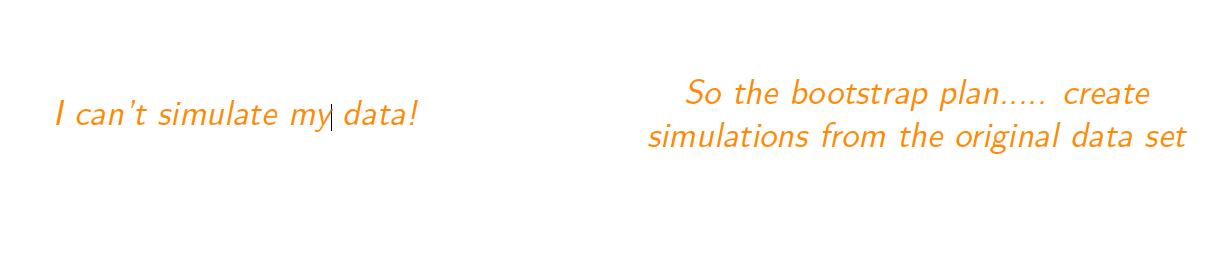 I can't simulate my data!
So the bootstrap plan..... create
simulations from the original data set